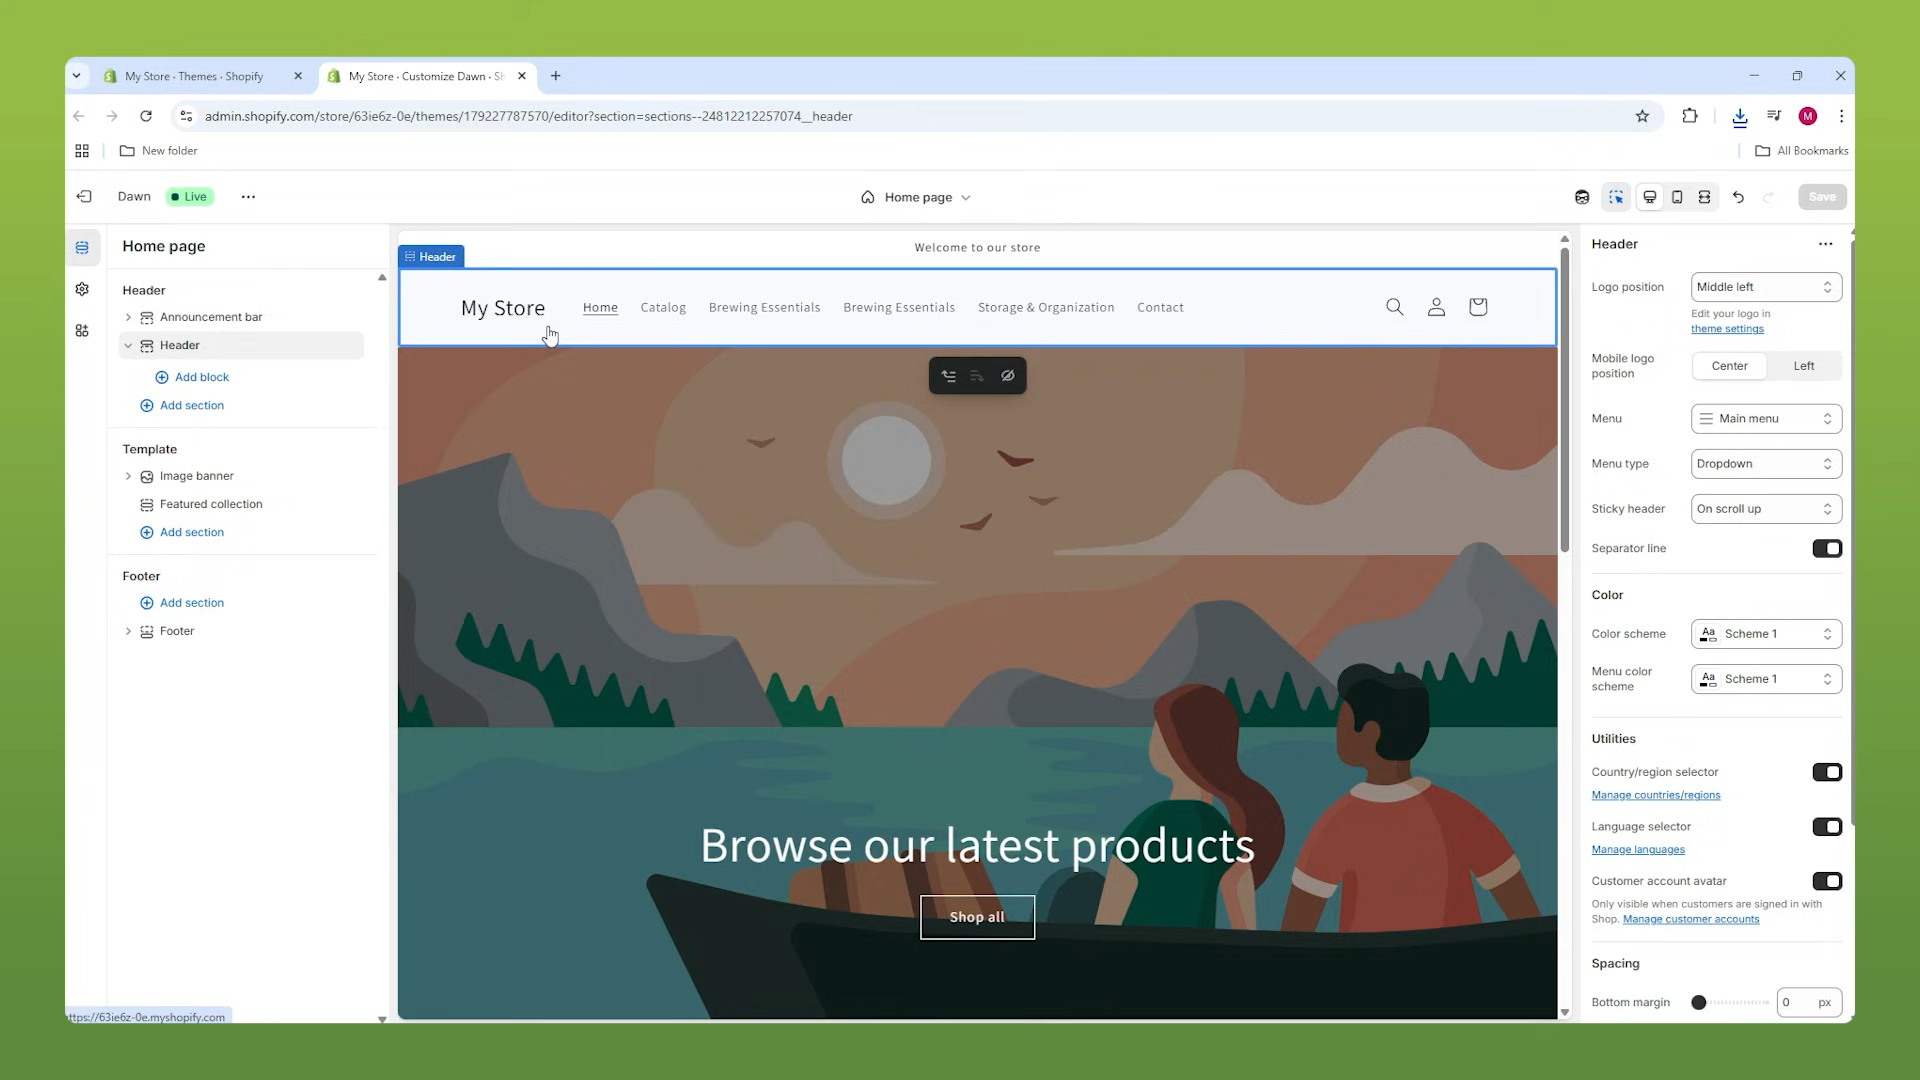 My Store · Themes · Shopify
My Store · Customize Dawn · Sh
admin.shopify.com/store/63ie6z-0e/themes/179227787570/editor?section=sections--24812212257074__header
M
New folder
All Bookmarks
Dawn
Live
Home page
Save
Home page
Header
Announcement bar
Header
Add block
Add section
Template
Image banner
Featured collection
Add section
Footer
Add section
Footer
ttps://63ie6z-0e.myshopify.com
Welcome to our store
Header
My Store
Home
Catalog
Brewing Essentials
Brewing Essentials
Storage & Organization
Contact
Browse our latest products
Shop all
Header
Logo position
Middle left
Edit your logo in
theme settings
Mobile logo
position
Center
Left
Menu
Main menu
Menu type
Dropdown
Sticky header
On scroll up
Separator line
Color
Color scheme
Aa
Scheme 1
Menu color
scheme
Aa
Scheme 1
Utilities
Country/region selector
Manage countries/regions
Language selector
Manage languages
Customer account avatar
Only visible when customers are signed in with
Shop. Manage customer accounts
Spacing
Bottom margin
0
px